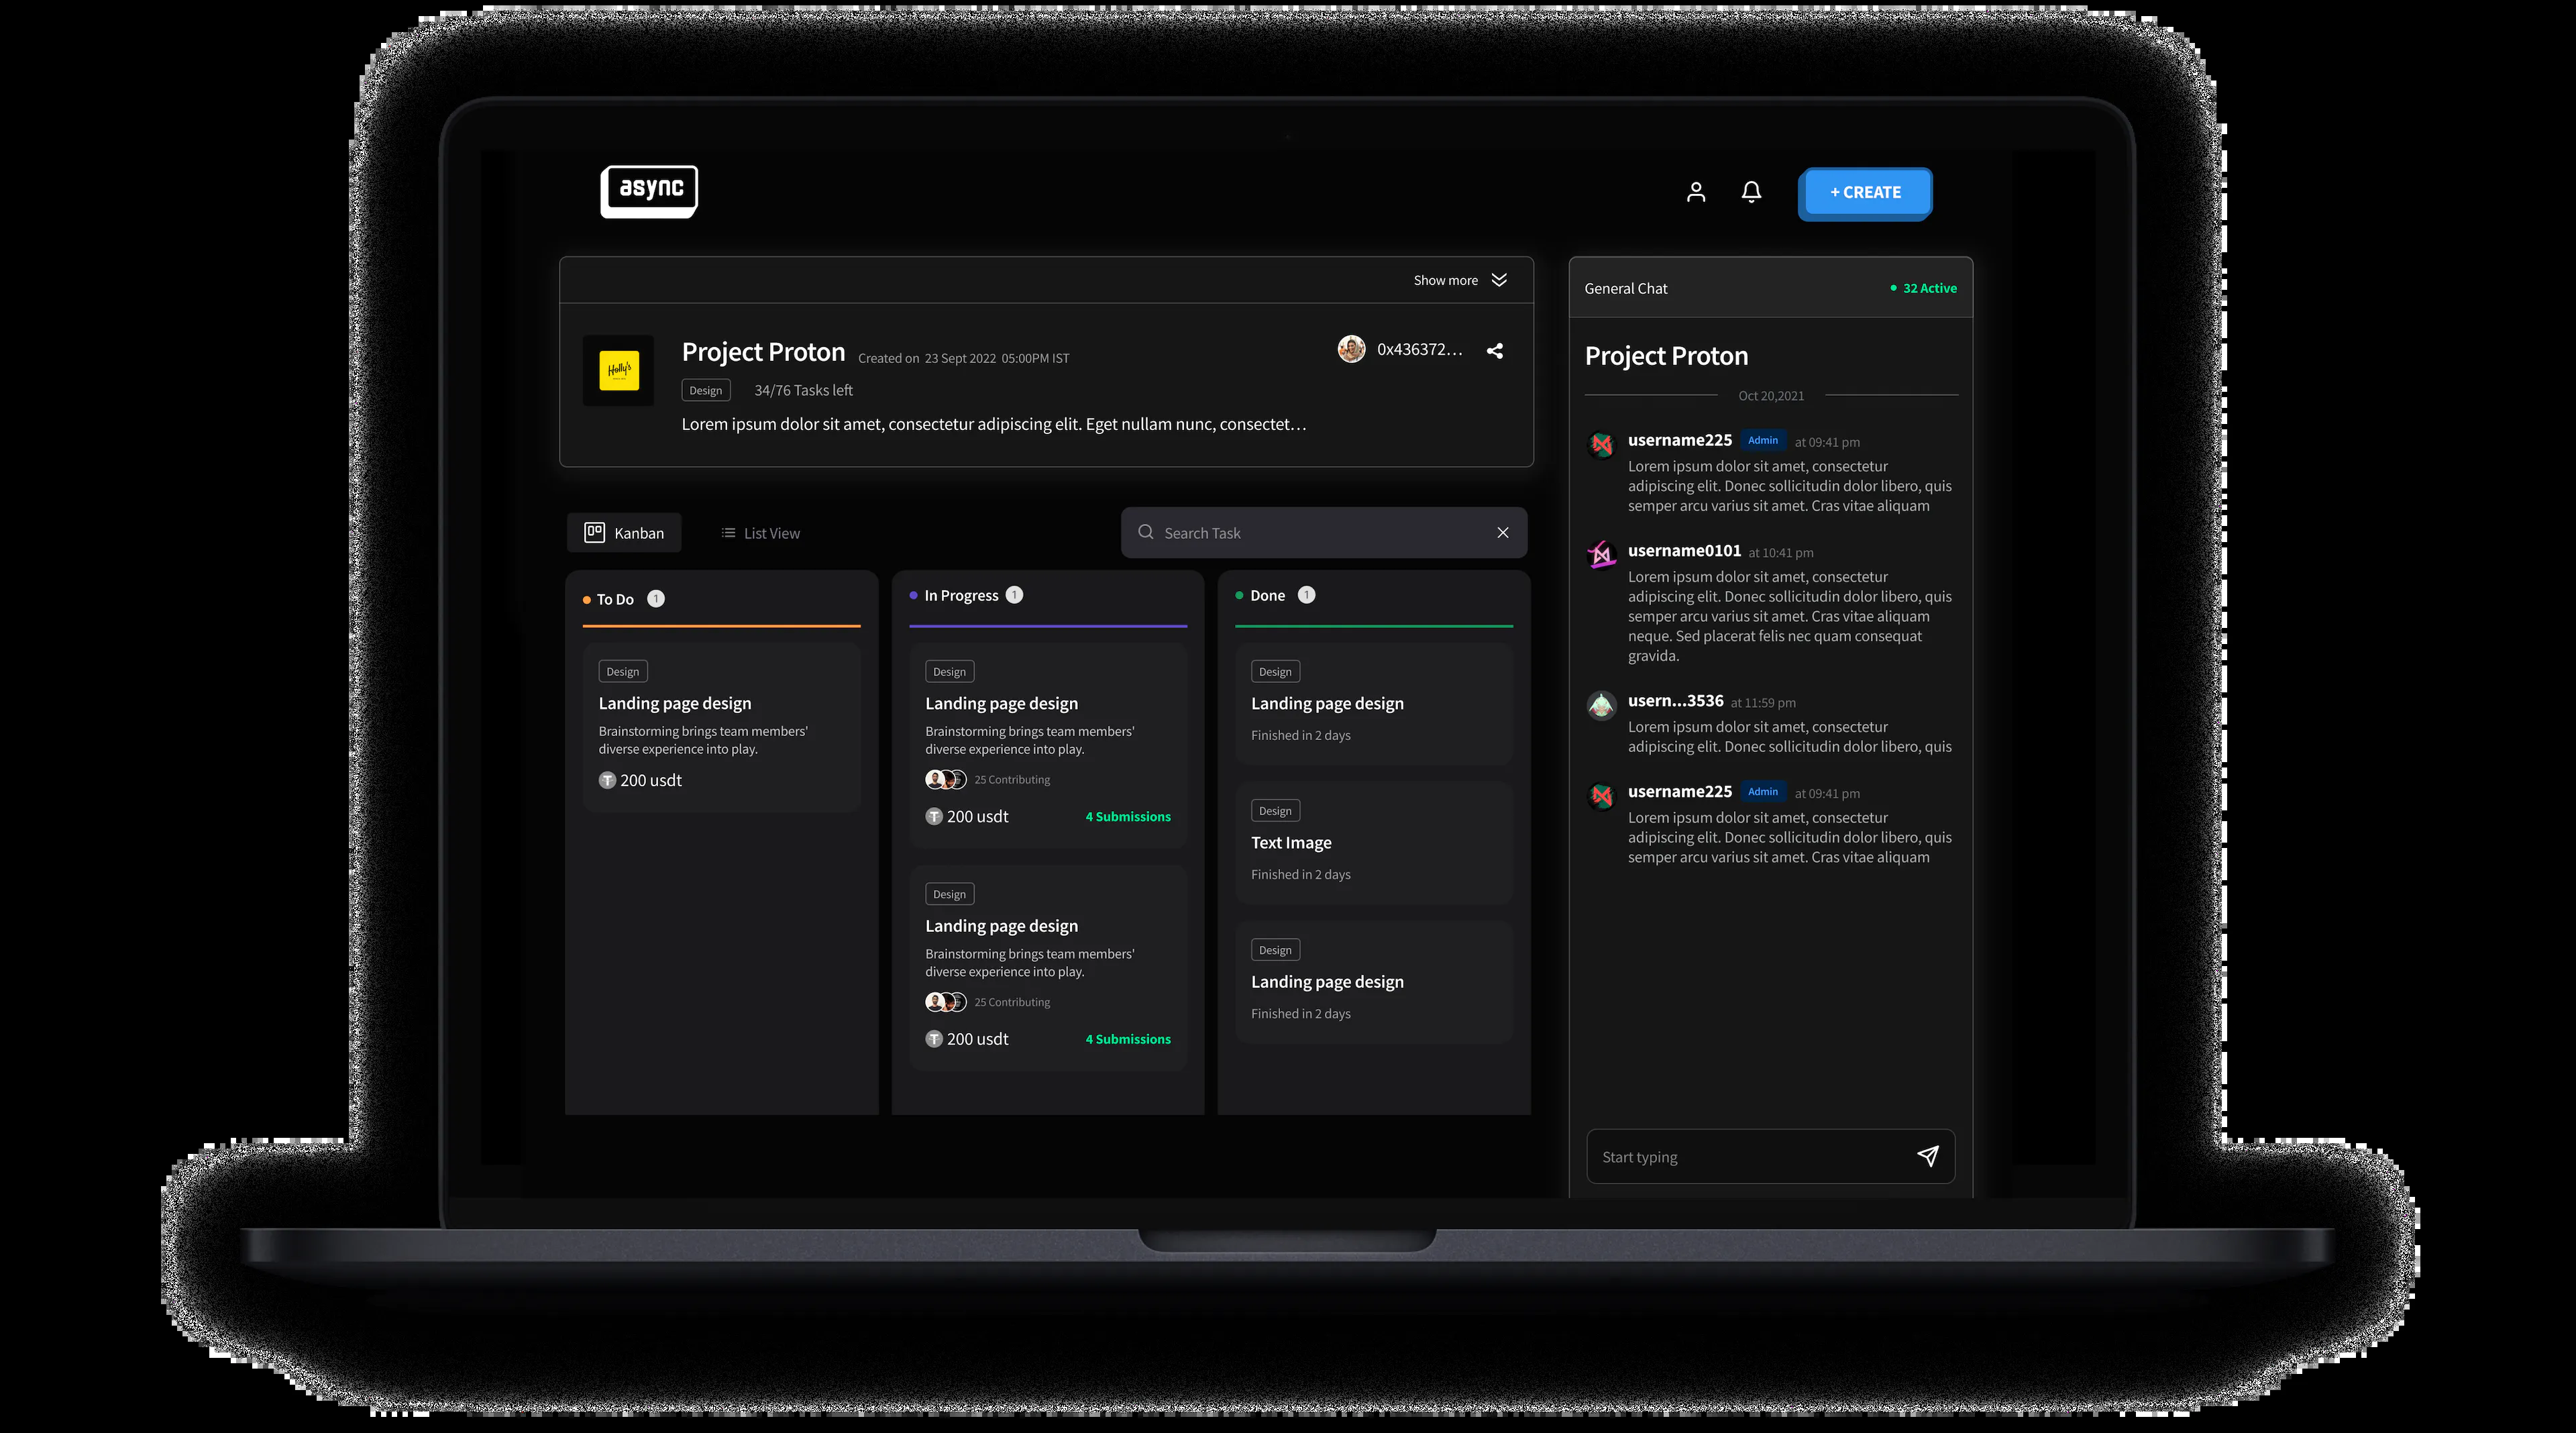 async
+ CREATE
Show more
Holly's
Project Proton Created on 23 Sept 2022 05:00PM IST
0x436372...
Design 34/76 Tasks left
Lorem ipsum dolor sit amet, consectetur adipiscing elit. Eget nullam nunc, consectet...
Kanban
List View
Search Task
To Do 1
Design
Landing page design
Brainstorming brings team members'
diverse experience into play.
200 usdt
In Progress 1
Design
Landing page design
Brainstorming brings team members'
diverse experience into play.
25 Contributing
200 usdt 4 Submissions
Design
Landing page design
Brainstorming brings team members'
diverse experience into play.
25 Contributing
200 usdt 4 Submissions
Done 1
Design
Landing page design
Finished in 2 days
Design
Text Image
Finished in 2 days
Design
Landing page design
Finished in 2 days
General Chat 32 Active
Project Proton
Oct 20,2021
username225 Admin at 09:41 pm
Lorem ipsum dolor sit amet, consectetur
adipiscing elit. Donec sollicitudin dolor libero, quis
semper arcu varius sit amet. Cras vitae aliquam
username0101 at 10:41 pm
Lorem ipsum dolor sit amet, consectetur
adipiscing elit. Donec sollicitudin dolor libero, quis
semper arcu varius sit amet. Cras vitae aliquam
neque. Sed placerat felis nec quam consequat
gravida.
usern...3536 at 11:59 pm
Lorem ipsum dolor sit amet, consectetur
adipiscing elit. Donec sollicitudin dolor libero, quis
username225 Admin at 09:41 pm
Lorem ipsum dolor sit amet, consectetur
adipiscing elit. Donec sollicitudin dolor libero, quis
semper arcu varius sit amet. Cras vitae aliquam
Start typing